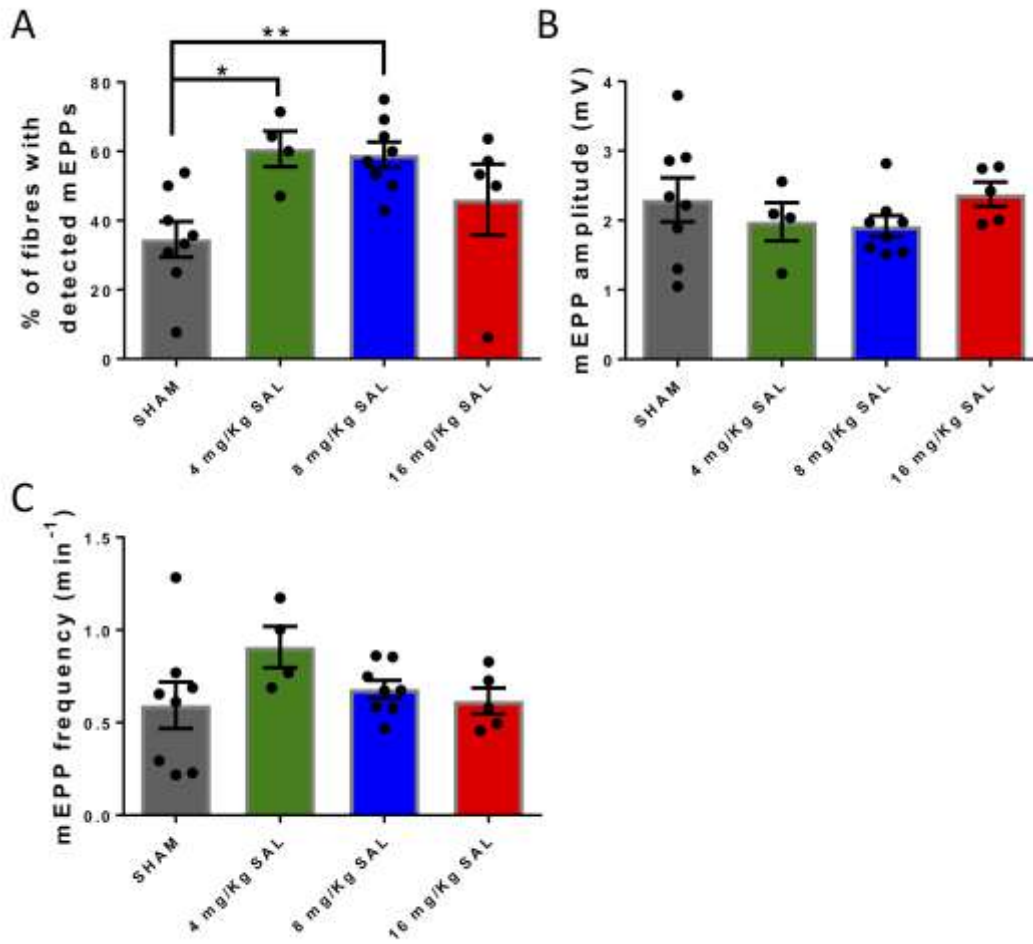 A
B
**
*
% of fibres with
detected mEPPs
80
60
40
20
0
SHAM
4 mg/Kg SAL
8 mg/Kg SAL
16 mg/Kg SAL
mEPP amplitude (mV)
4
3
2
1
0
SHAM
4 mg/Kg SAL
8 mg/Kg SAL
16 mg/Kg SAL
C
mEPP frequency (min⁻¹)
1.5
1.0
0.5
0.0
SHAM
4 mg/Kg SAL
8 mg/Kg SAL
16 mg/Kg SAL